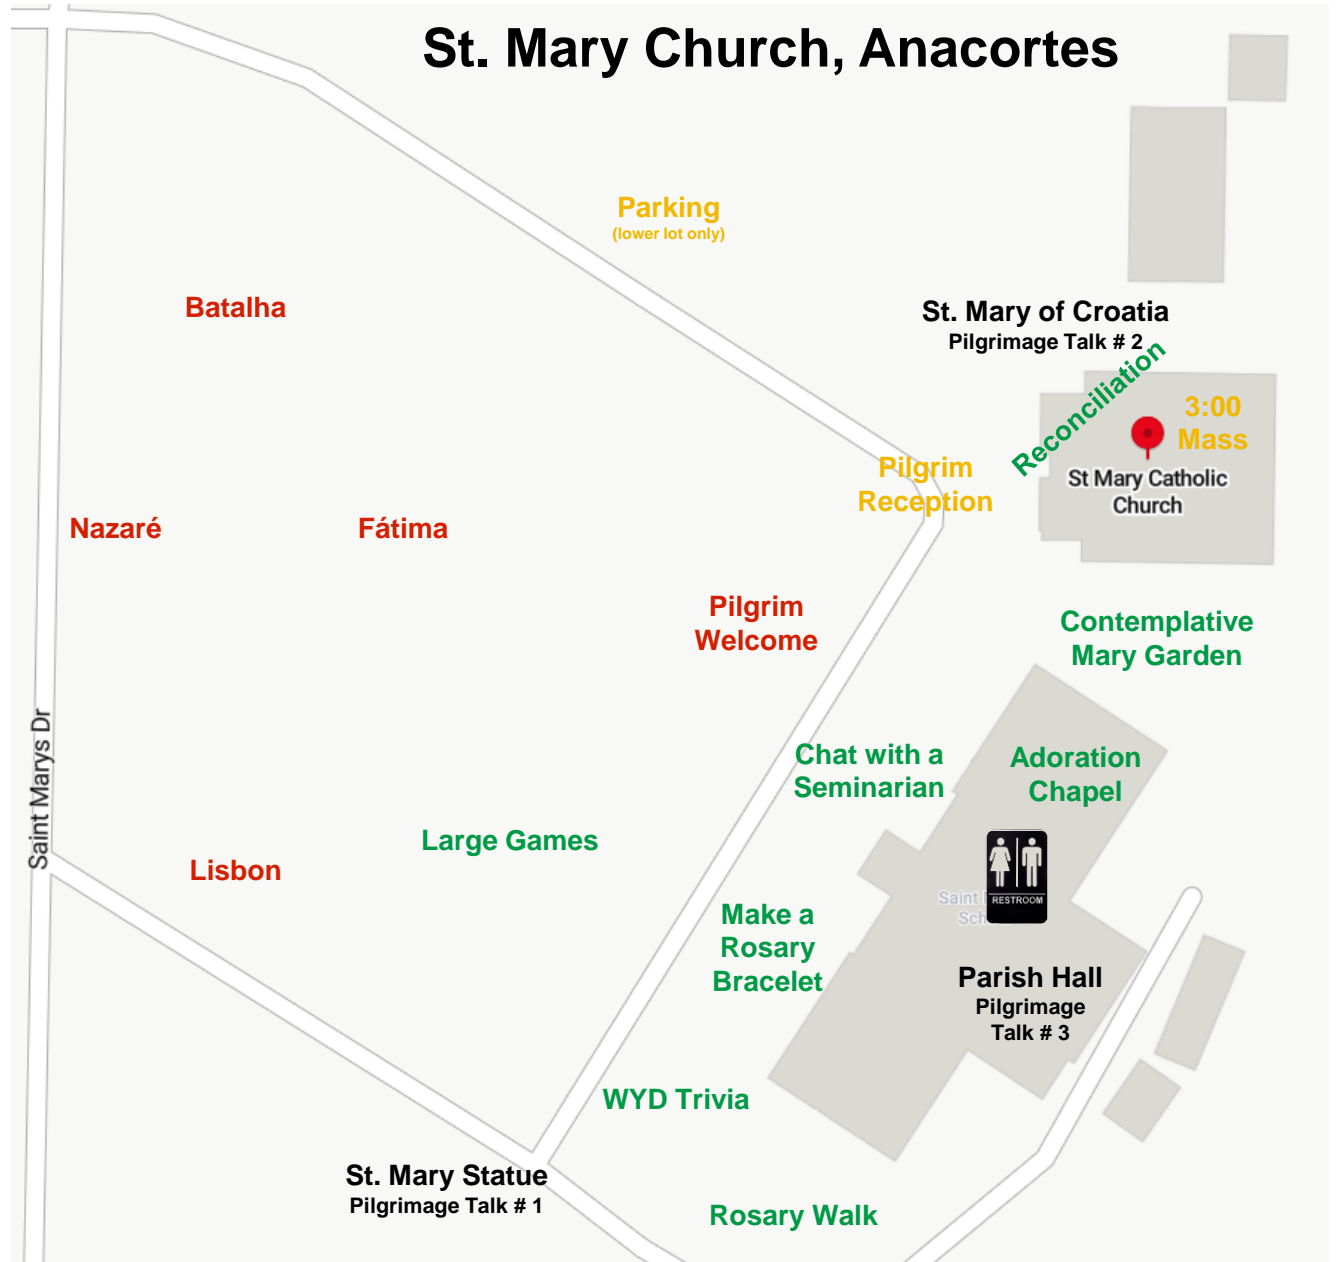 St. Mary Church, Anacortes
Parking
(lower lot only)
Batalha
St. Mary of Croatia
Pilgrimage Talk # 2
Reconciliation
3:00
Mass
Pilgrim
Reception
St Mary Catholic
Church
Nazaré
Fátima
Pilgrim
Welcome
Contemplative
Mary Garden
Saint Marys Dr
Chat with a
Seminarian
Adoration
Chapel
Large Games
Lisbon
RESTROOM
Saint
Make a
Rosary
Bracelet
Parish Hall
Pilgrimage
Talk # 3
WYD Trivia
St. Mary Statue
Pilgrimage Talk # 1
Rosary Walk